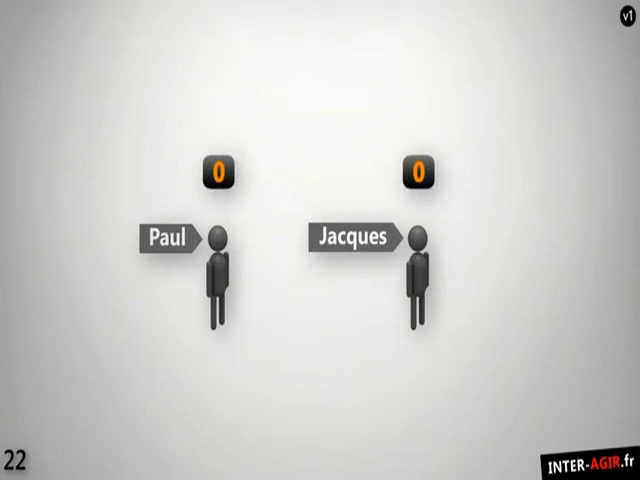 v1
0
0
Paul
Jacques
22
INTER-AGIR.fr